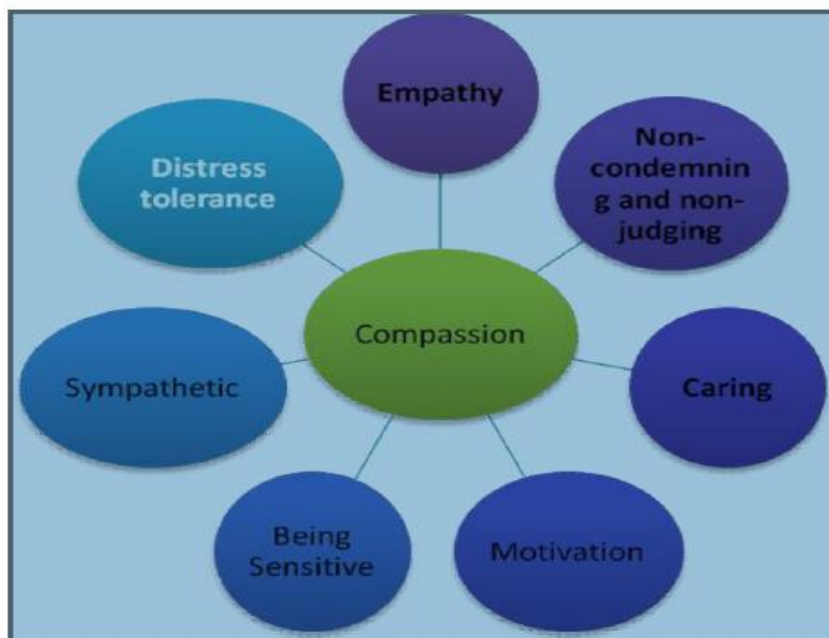 Empathy
Non-
condemnin
g and non-
judging
Distress
tolerance
Compassion
Sympathetic
Caring
Being
Sensitive
Motivation